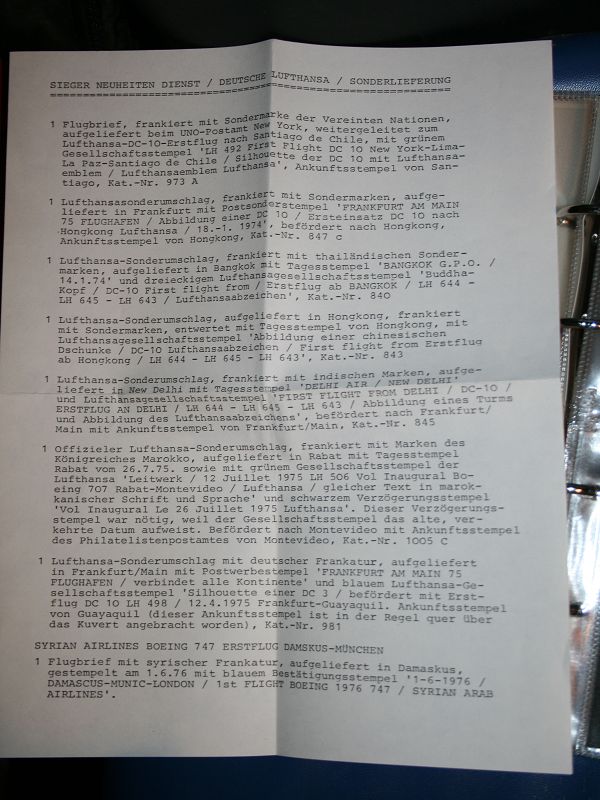 SIEGER NEUHEITEN DIENST / DEUTSCHE LUFTHANSA / SONDERLIEFERUNG
1 Flugbrief, frankiert mit Sondermarke der Vereinten Nationen,
aufgeliefert beim UNO-Postamt New York, weitergeleitet zum
Lufthansa-DC-10-Erstflug nach Santiago de Chile, mit grünem
Gesellschaftsstempel 'LH 492 First Flight DC 10 New York-Lima-
La Paz-Santiago de Chile / Silhouette der DC 10 mit Lufthansa-
emblem / Lufthansaemblem Lufthansa', Ankunftsstempel von San-
tiago, Kat.-Nr. 973 A
1 Lufthansasonderumschlag, frankiert mit Sondermarken, aufge-
liefert in Frankfurt mit Postsonderstempel 'FRANKFURT AM MAIN
75 FLUGHAFEN / Abbildung einer DC 10 / Ersteinsatz DC 10 nach
Hongkong Lufthansa / 18.-1. 1974', befördert nach Hongkong,
Ankunftsstempel von Hongkong, Kat.-Nr. 847 c
1 Lufthansa-Sonderumschlag, frankiert mit thailändischen Sonder-
marken, aufgeliefert in Bangkok mit Tagesstempel 'BANGKOK G.P.O. /
14.1.74' und dreieckigem Lufthansagesellschaftsstempel 'Buddha-
Kopf / DC-10 First flight from / Erstflug ab BANGKOK / LH 644 -
LH 645 - LH 643 / Lufthansaabzeichen', Kat.-Nr. 840
1 Lufthansa-Sonderumschlag, aufgeliefert in Hongkong, frankiert
mit Sondermarken, entwertet mit Tagesstempel von Hongkong, mit
Lufthansagesellschaftsstempel 'Abbildung einer chinesischen
Dschunke / DC-10 Lufthansaabzeichen / First flight from Erstflug
ab Hongkong / LH 644 - LH 645 - LH 643', Kat.-Nr. 843
1 Lufthansa-Sonderumschlag, frankiert mit indischen Marken, aufge-
liefert in New Delhi mit Tagesstempel 'DELHI AIR / NEW DELHI'
und Lufthansagesellschaftsstempel 'FIRST FLIGHT FROM DELHI / DC-10 /
ERSTFLUG AN DELHI / LH 644 - LH 645 - LH 643 / Abbildung eines Turms
und Abbildung des Lufthansaabzeichens', befördert nach Frankfurt/
Main mit Ankunftsstempel von Frankfurt/Main, Kat.-Nr. 845
1 Offizieler Lufthansa-Sonderumschlag, frankiert mit Marken des
Königreiches Marokko, aufgeliefert in Rabat mit Tagesstempel
Rabat vom 26.7.75. sowie mit grünem Gesellschaftsstempel der
Lufthansa 'Leitwerk / 12 Juillet 1975 LH 506 Vol Inaugural Bo-
eing 707 Rabat-Montevideo / Lufthansa / gleicher Text in marok-
kanischer Schrift und Sprache' und schwarzem Verzögerungsstempel
'Vol Inaugural Le 26 Juillet 1975 Lufthansa'. Dieser Verzögerungs-
stempel war nötig, weil der Gesellschaftsstempel das alte, ver-
kehrte Datum aufweist. Befördert nach Montevideo mit Ankunftsstempel
des Philatelistenpostamtes von Montevideo, Kat.-Nr. 1005 C
1 Lufthansa-Sonderumschlag mit deutscher Frankatur, aufgeliefert
in Frankfurt/Main mit Postwerbestempel 'FRANKFURT AM MAIN 75
FLUGHAFEN / verbindet alle Kontinente' und blauem Lufthansa-Ge-
sellschaftsstempel 'Silhouette einer DC 3 / befördert mit Erst-
flug DC 10 LH 498 / 12.4.1975 Frankfurt-Guayaquil. Ankunftsstempel
von Guayaquil (dieser Ankunftsstempel ist in der Regel quer über
das Kuvert angebracht worden), Kat.-Nr. 981
SYRIAN AIRLINES BOEING 747 ERSTFLUG DAMSKUS-MÜNCHEN
1 Flugbrief mit syrischer Frankatur, aufgeliefert in Damaskus,
gestempelt am 1.6.76 mit blauem Bestätigungsstempel '1-6-1976 /
DAMASCUS-MUNIC-LONDON / 1st FLIGHT BOEING 1976 747 / SYRIAN ARAB
AIRLINES'.